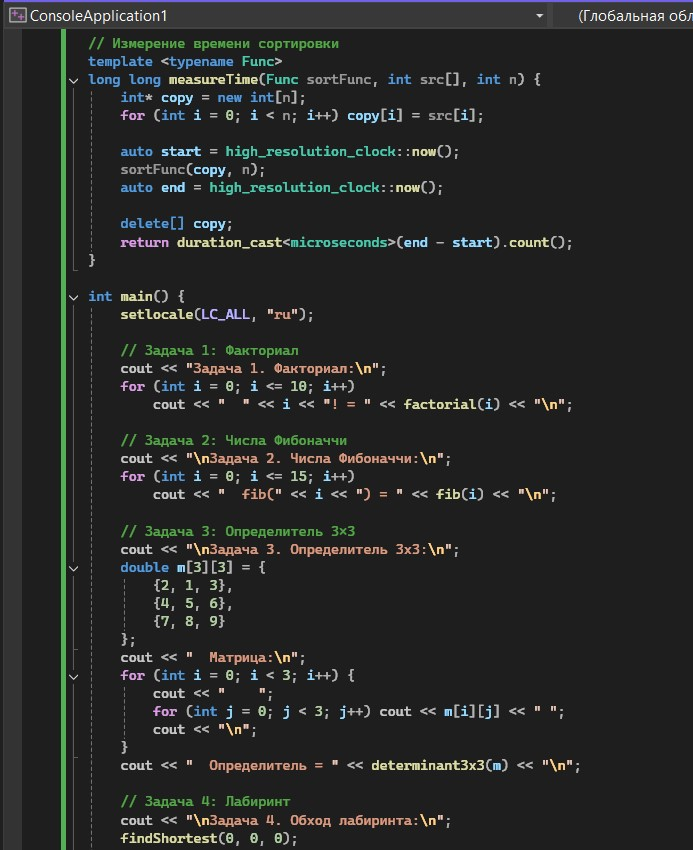 ConsoleApplication1
(Глобальная обл
// Измерение времени сортировки
template <typename Func>
long long measureTime(Func sortFunc, int src[], int n) {
    int* copy = new int[n];
    for (int i = 0; i < n; i++) copy[i] = src[i];

    auto start = high_resolution_clock::now();
    sortFunc(copy, n);
    auto end = high_resolution_clock::now();

    delete[] copy;
    return duration_cast<microseconds>(end - start).count();
}

int main() {
    setlocale(LC_ALL, "ru");

    // Задача 1: Факториал
    cout << "Задача 1. Факториал:\n";
    for (int i = 0; i <= 10; i++)
        cout << "  " << i << "! = " << factorial(i) << "\n";

    // Задача 2: Числа Фибоначчи
    cout << "\nЗадача 2. Числа Фибоначчи:\n";
    for (int i = 0; i <= 15; i++)
        cout << "  fib(" << i << ") = " << fib(i) << "\n";

    // Задача 3: Определитель 3×3
    cout << "\nЗадача 3. Определитель 3x3:\n";
    double m[3][3] = {
        {2, 1, 3},
        {4, 5, 6},
        {7, 8, 9}
    };
    cout << "  Матрица:\n";
    for (int i = 0; i < 3; i++) {
        cout << "    ";
        for (int j = 0; j < 3; j++) cout << m[i][j] << " ";
        cout << "\n";
    }
    cout << "  Определитель = " << determinant3x3(m) << "\n";

    // Задача 4: Лабиринт
    cout << "\nЗадача 4. Обход лабиринта:\n";
    findShortest(0, 0, 0);